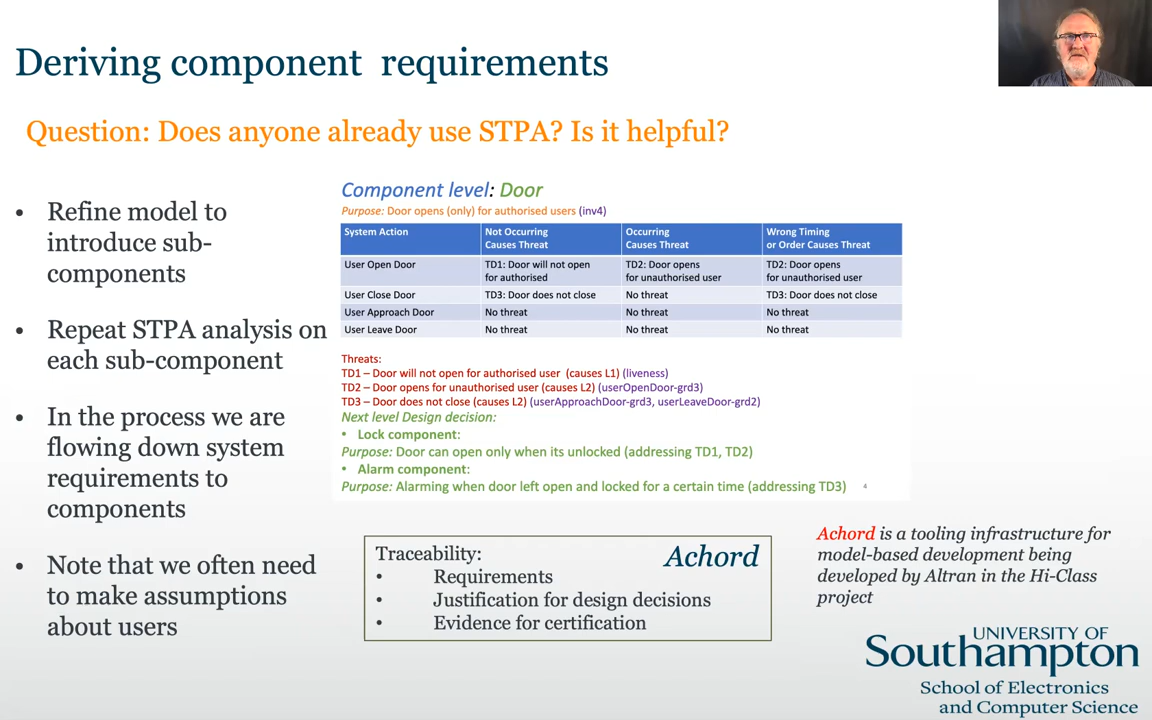 Deriving component requirements
Question: Does anyone already use STPA? Is it helpful?
• Refine model to
introduce sub-
components
• Repeat STPA analysis on
each sub-component
• In the process we are
flowing down system
requirements to
components
• Note that we often need
to make assumptions
about users
Component level: Door
Purpose: Door opens (only) for authorised users (inv4)
System Action | Not Occurring | Occurring | Wrong Timing
Causes Threat | Causes Threat | or Order Causes Threat
User Open Door | TD1: Door will not open | TD2: Door opens | TD2: Door opens
for authorised | for unauthorised user | for unauthorised user
User Close Door | TD3: Door does not close | No threat | TD3: Door does not close
User Approach Door | No threat | No threat | No threat
User Leave Door | No threat | No threat | No threat
Threats:
TD1 – Door will not open for authorised user (causes L1) (liveness)
TD2 – Door opens for unauthorised user (causes L2) (userOpenDoor-grd3)
TD3 – Door does not close (causes L2) (userApproachDoor-grd3, userLeaveDoor-grd2)
Next level Design decision:
• Lock component:
Purpose: Door can open only when its unlocked (addressing TD1, TD2)
• Alarm component:
Purpose: Alarming when door left open and locked for a certain time (addressing TD3)
4
Traceability:
Achord
• Requirements
• Justification for design decisions
• Evidence for certification
Achord is a tooling infrastructure for
model-based development being
developed by Altran in the Hi-Class
project
UNIVERSITY OF
Southampton
School of Electronics
and Computer Science